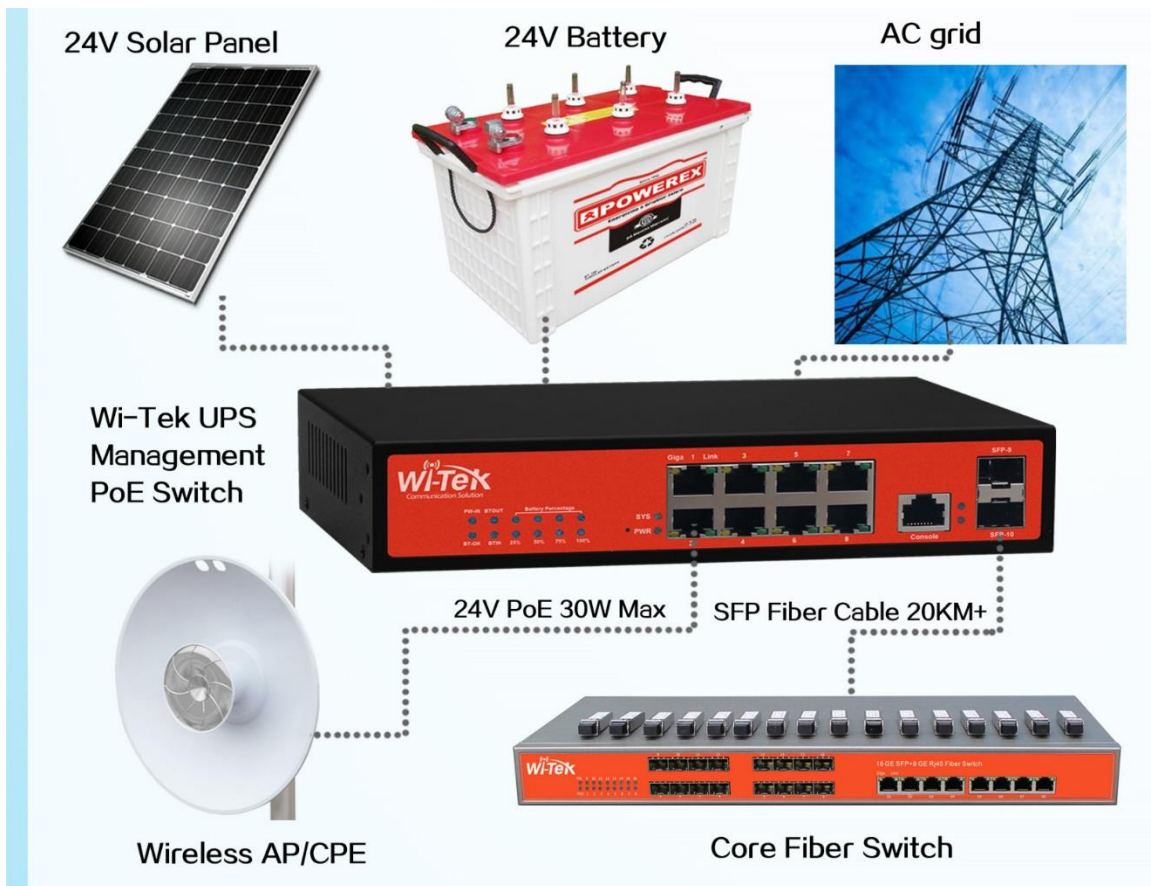 24V Solar Panel
24V Battery
AC grid
POWEREX
Wi-Tek UPS
Management
PoE Switch
Wi-Tek
Communication Solution
Giga 1 Link 3 5 7
SFP-9
PW-IN BTOUT Battery Percentage
BT-OK BTIN 25% 50% 75% 100%
SYS
PWR
4 6 8
Console
SFP-10
24V PoE 30W Max
SFP Fiber Cable 20KM+
Wi-Tek
16 GE SFP+8 GE Rj45 Fiber Switch
Wireless AP/CPE
Core Fiber Switch